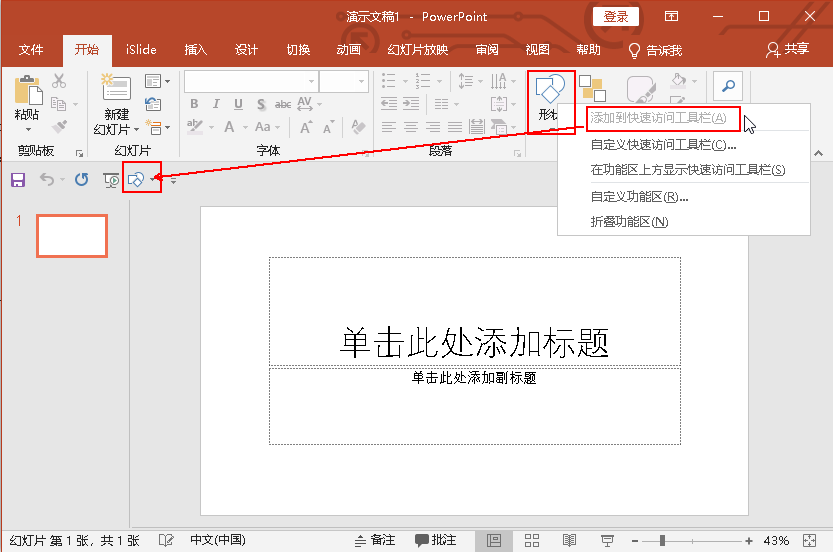 演示文稿1 - PowerPoint
登录
文件 开始 iSlide 插入 设计 切换 动画 幻灯片放映 审阅 视图 帮助 告诉我 共享
粘贴
新建
幻灯片
形状
B I U S abc AV
A Aa A A A
剪贴板 幻灯片 字体 段落
添加到快速访问工具栏(A)
自定义快速访问工具栏(C)...
在功能区上方显示快速访问工具栏(S)
自定义功能区(R)...
折叠功能区(N)
1
单击此处添加标题
单击此处添加副标题
幻灯片 第 1 张，共 1 张 中文(中国) 备注 批注 43%